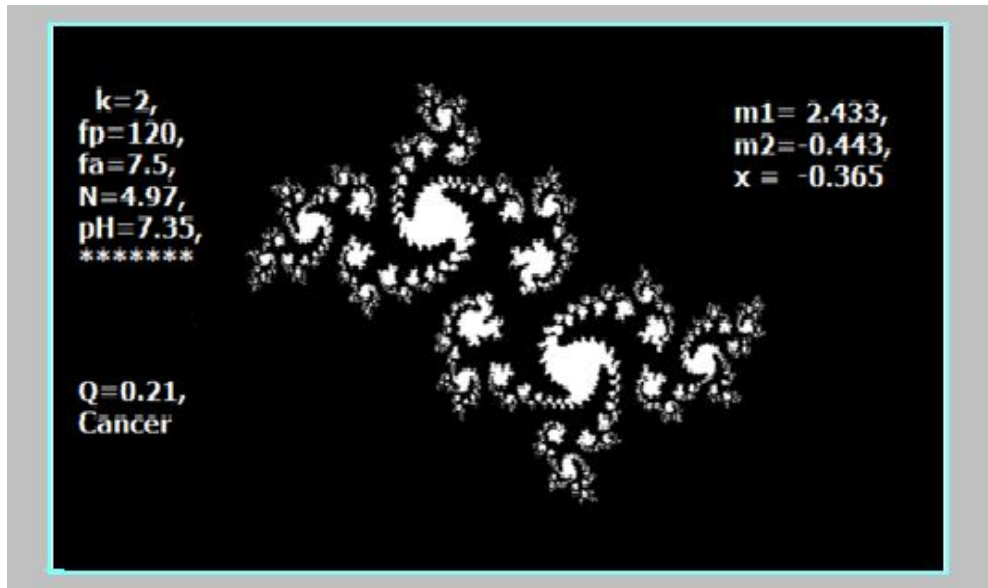 k=2,
fp=120,
fa=7.5,
N=4.97,
pH=7.35,
*******
Q=0.21,
Cancer
m1= 2.433,
m2=-0.443,
x = -0.365